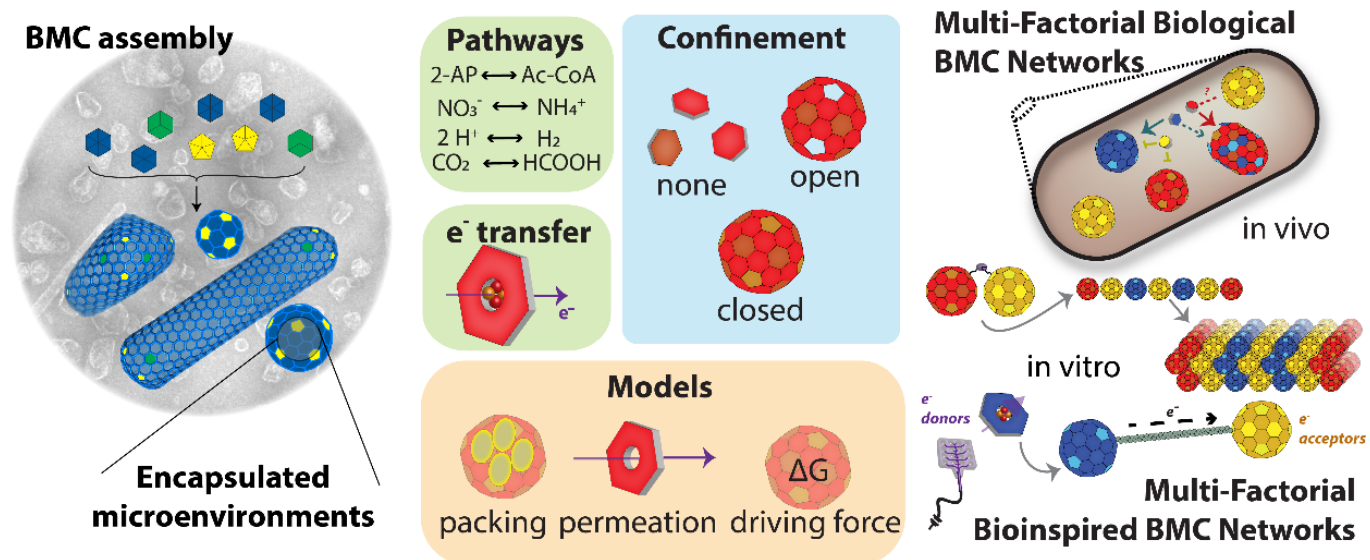 BMC assembly
Encapsulated
microenvironments
Pathways
2-AP ⟷ Ac-CoA
NO₃⁻ ⟷ NH₄⁺
2 H⁺ ⟷ H₂
CO₂ ⟷ HCOOH
e⁻ transfer
e⁻
Confinement
none
open
closed
Models
ΔG
packing permeation driving force
Multi-Factorial Biological
BMC Networks
?
in vivo
in vitro
e⁻
donors
e⁻
e⁻
acceptors
Multi-Factorial
Bioinspired BMC Networks